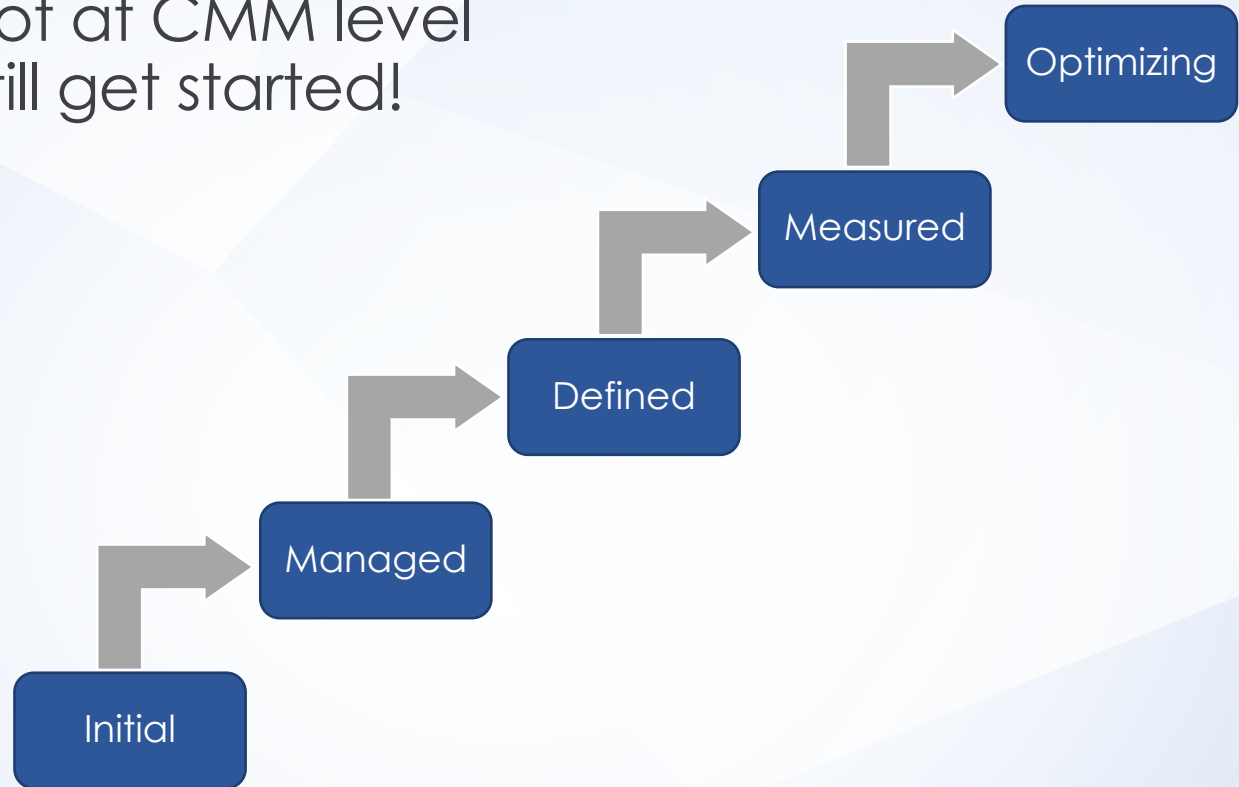 ot at CMM level
ill get started!
Optimizing
Measured
Defined
Managed
Initial